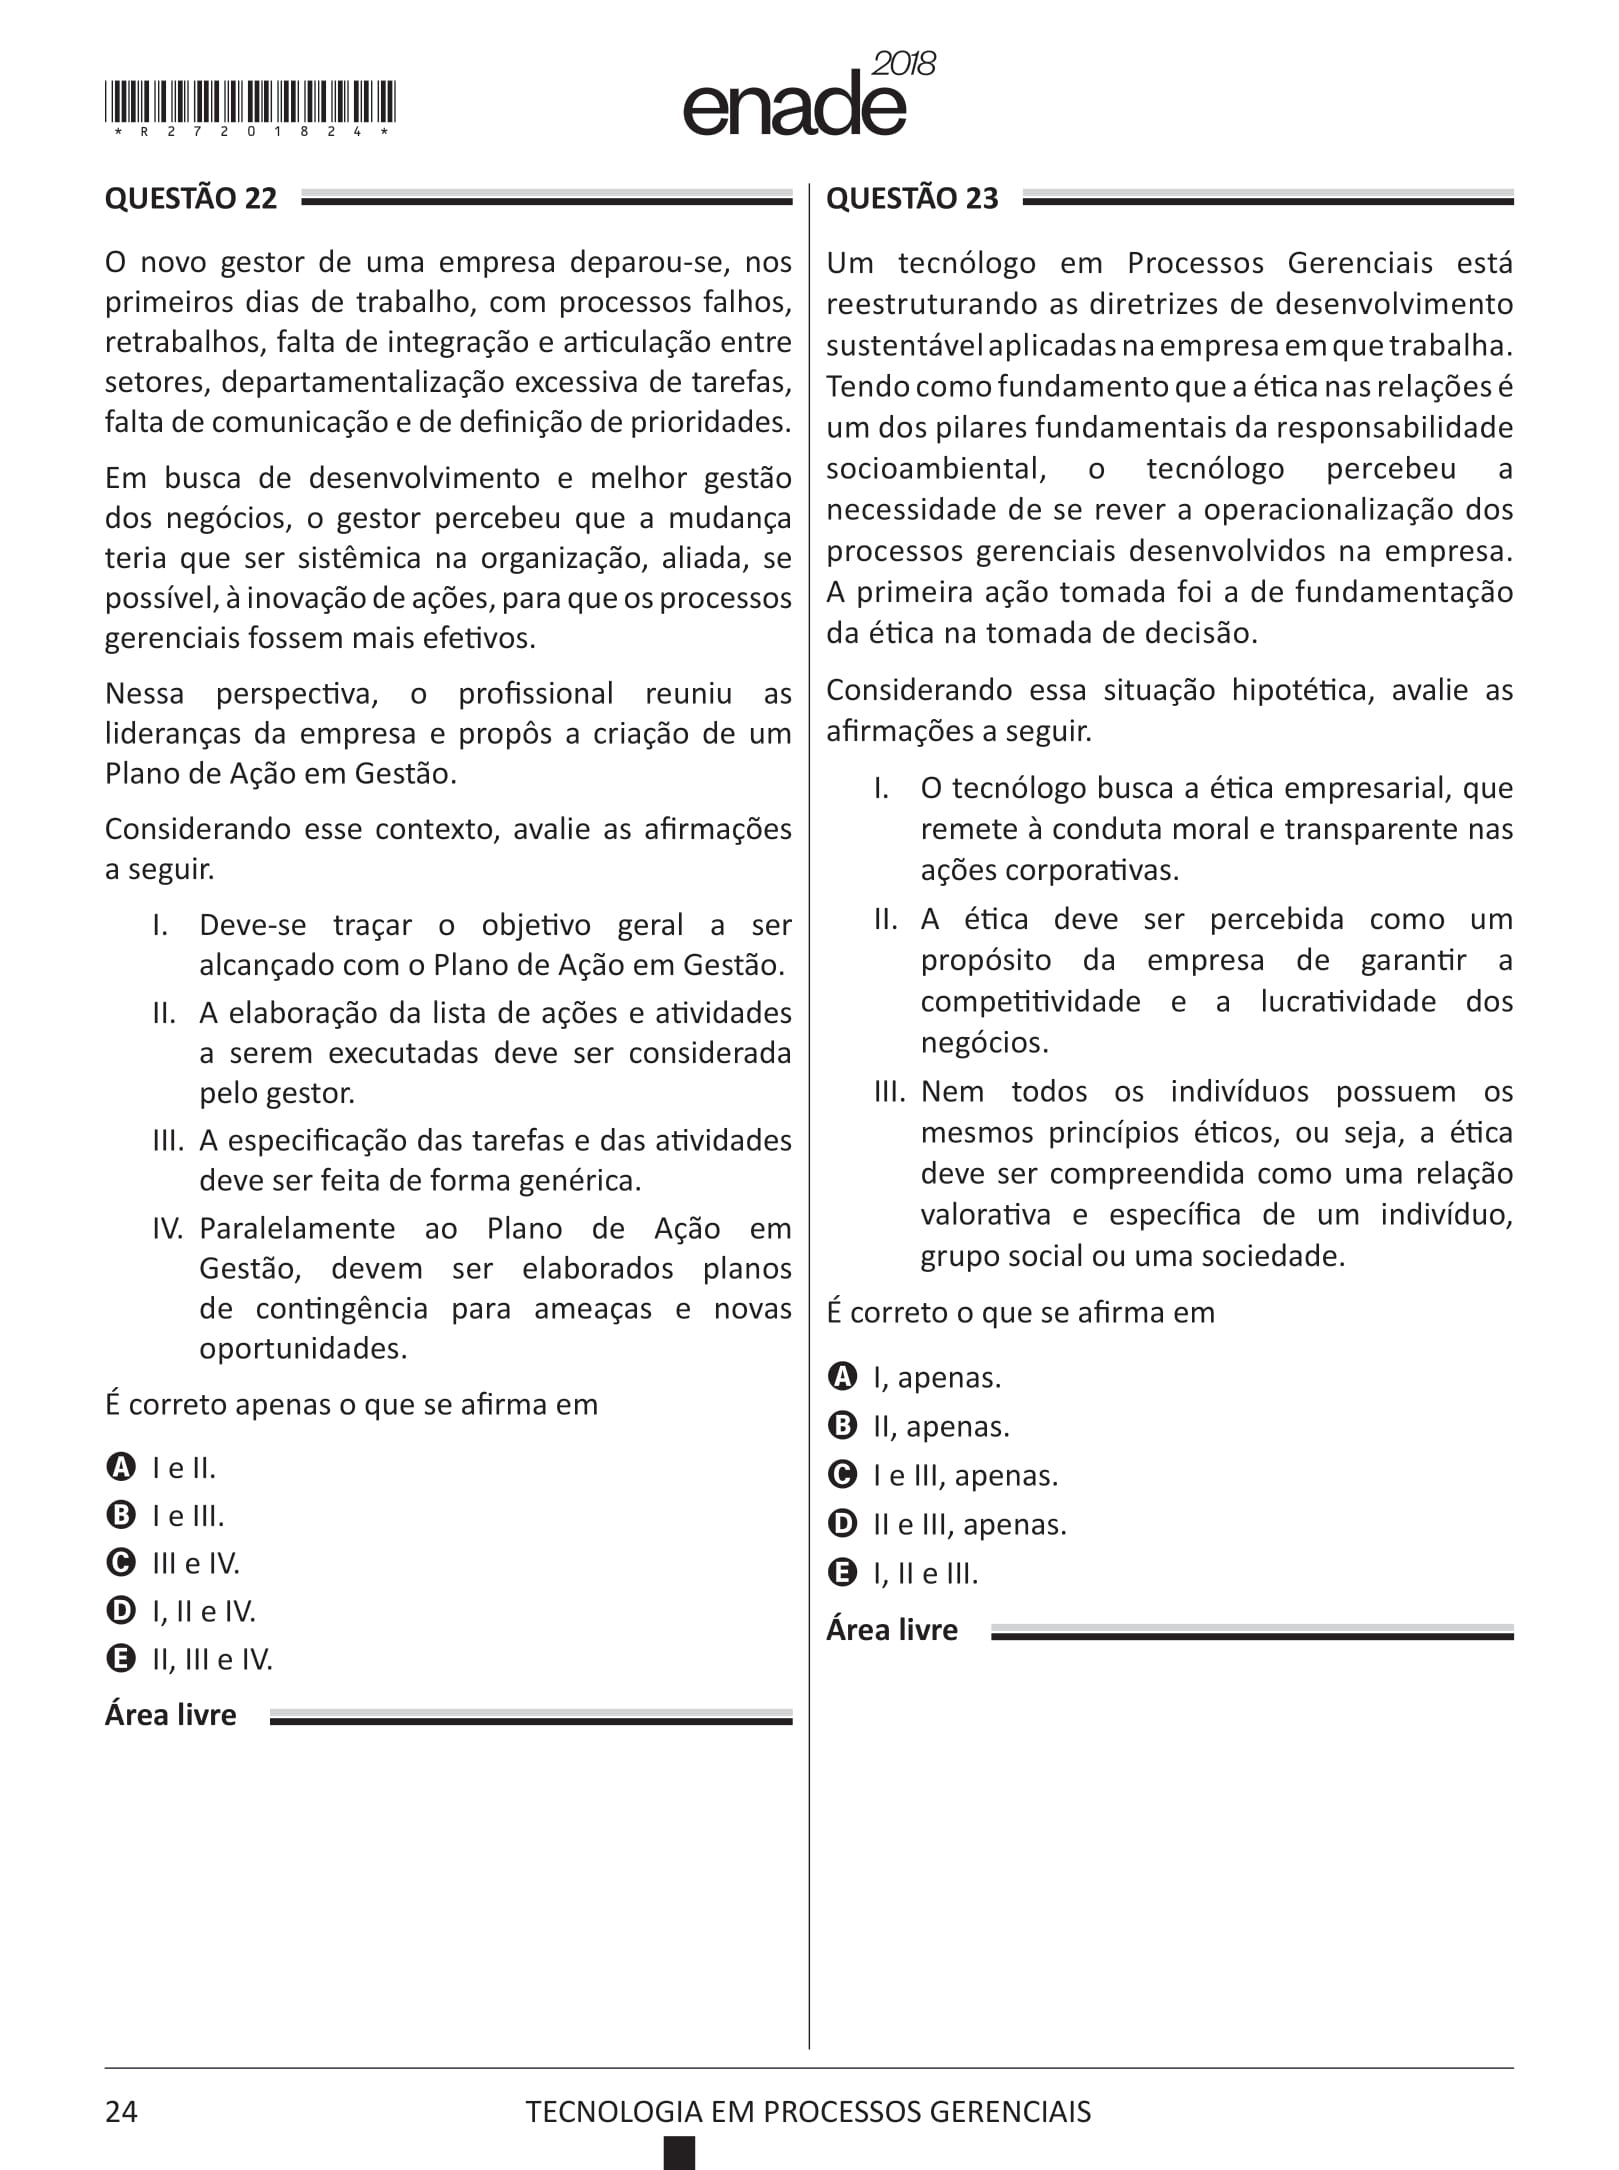 *R27201824*
enade 2018
QUESTÃO 22
O novo gestor de uma empresa deparou-se, nos
primeiros dias de trabalho, com processos falhos,
retrabalhos, falta de integração e articulação entre
setores, departamentalização excessiva de tarefas,
falta de comunicação e de definição de prioridades.
Em busca de desenvolvimento e melhor gestão
dos negócios, o gestor percebeu que a mudança
teria que ser sistêmica na organização, aliada, se
possível, à inovação de ações, para que os processos
gerenciais fossem mais efetivos.
Nessa perspectiva, o profissional reuniu as
lideranças da empresa e propôs a criação de um
Plano de Ação em Gestão.
Considerando esse contexto, avalie as afirmações
a seguir.
I. Deve-se traçar o objetivo geral a ser
alcançado com o Plano de Ação em Gestão.
II. A elaboração da lista de ações e atividades
a serem executadas deve ser considerada
pelo gestor.
III. A especificação das tarefas e das atividades
deve ser feita de forma genérica.
IV. Paralelamente ao Plano de Ação em
Gestão, devem ser elaborados planos
de contingência para ameaças e novas
oportunidades.
É correto apenas o que se afirma em
A I e II.
B I e III.
C III e IV.
D I, II e IV.
E II, III e IV.
Área livre
QUESTÃO 23
Um tecnólogo em Processos Gerenciais está
reestruturando as diretrizes de desenvolvimento
sustentável aplicadas na empresa em que trabalha.
Tendo como fundamento que a ética nas relações é
um dos pilares fundamentais da responsabilidade
socioambiental, o tecnólogo percebeu a
necessidade de se rever a operacionalização dos
processos gerenciais desenvolvidos na empresa.
A primeira ação tomada foi a de fundamentação
da ética na tomada de decisão.
Considerando essa situação hipotética, avalie as
afirmações a seguir.
I. O tecnólogo busca a ética empresarial, que
remete à conduta moral e transparente nas
ações corporativas.
II. A ética deve ser percebida como um
propósito da empresa de garantir a
competitividade e a lucratividade dos
negócios.
III. Nem todos os indivíduos possuem os
mesmos princípios éticos, ou seja, a ética
deve ser compreendida como uma relação
valorativa e específica de um indivíduo,
grupo social ou uma sociedade.
É correto o que se afirma em
A I, apenas.
B II, apenas.
C I e III, apenas.
D II e III, apenas.
E I, II e III.
Área livre
24
TECNOLOGIA EM PROCESSOS GERENCIAIS